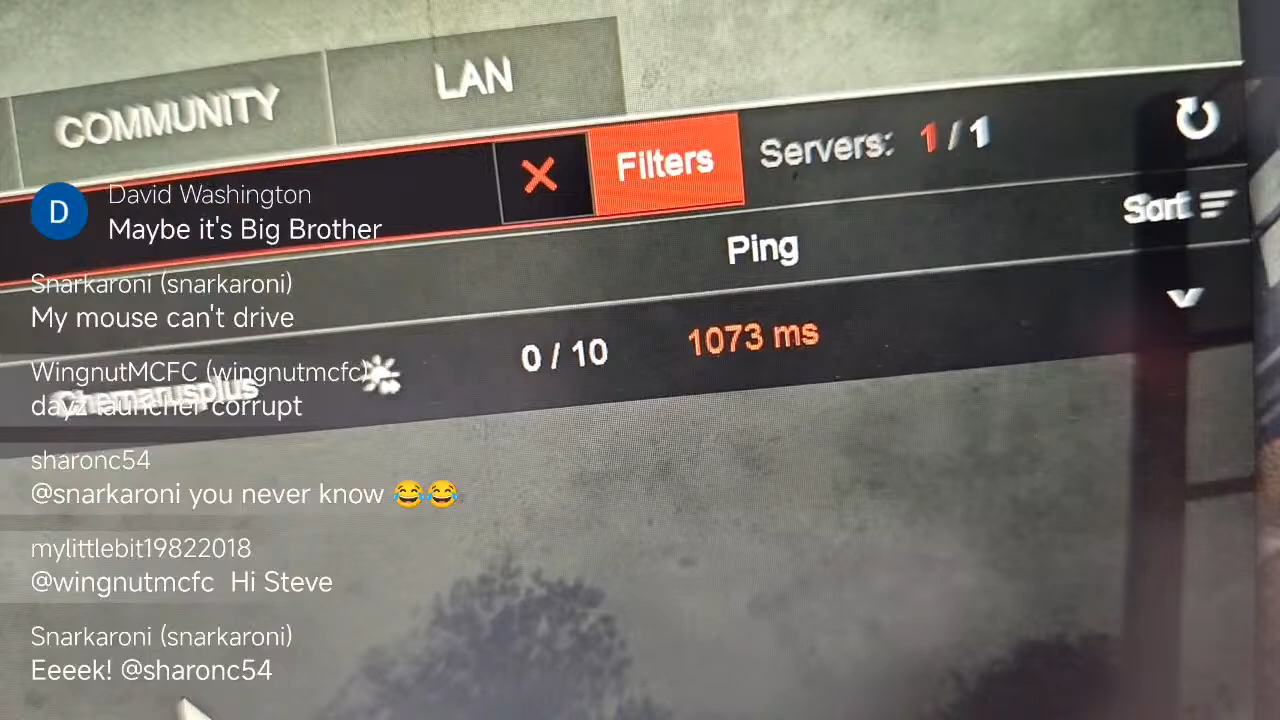 COMMUNITY
LAN
Filters
Servers: 1 / 1
Sort
Ping
0 / 10
1073 ms
Chernarusplus
D
David Washington
Maybe it's Big Brother
Snarkaroni (snarkaroni)
My mouse can't drive
WingnutMCFC (wingnutmcfc)
dayz launcher corrupt
sharonc54
@snarkaroni you never know 😂😂
mylittlebit19822018
@wingnutmcfc Hi Steve
Snarkaroni (snarkaroni)
Eeeek! @sharonc54